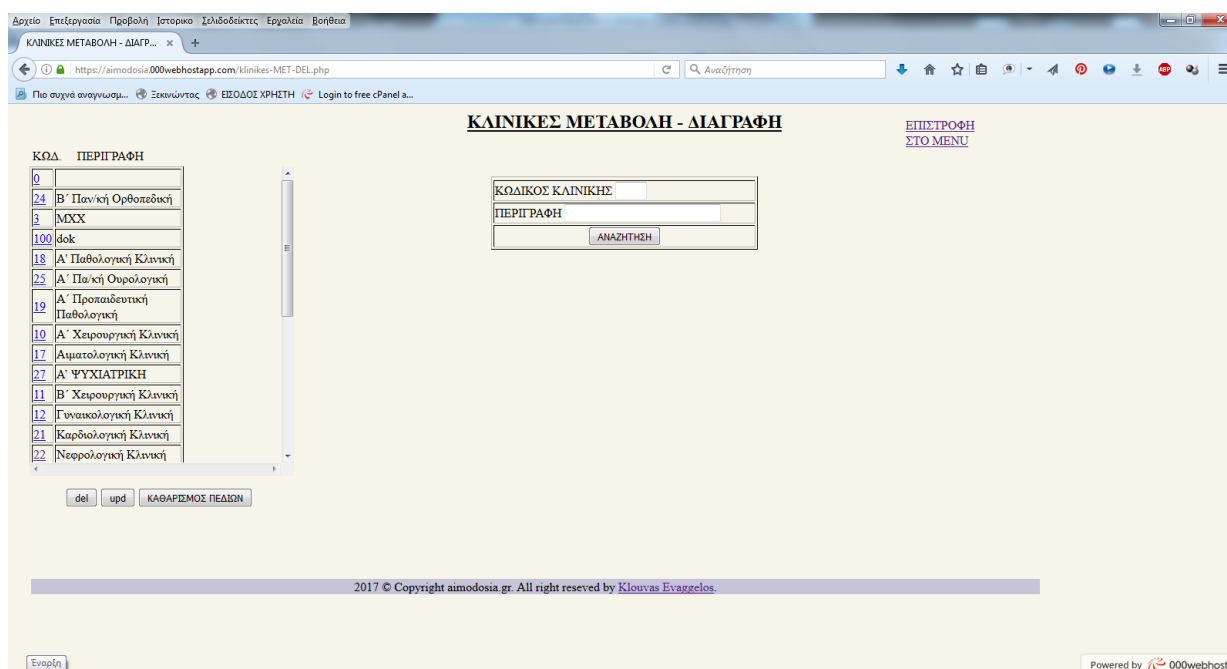 Αρχείο Επεξεργασία Προβολή Ιστορικο Σελιδοδείκτες Εργαλεία Βοήθεια
ΚΛΙΝΙΚΕΣ ΜΕΤΑΒΟΛΗ - ΔΙΑΓΡ... × +
https://aimodosia.000webhostapp.com/klinikes-MET-DEL.php
Αναζήτηση
ABP
Πιο συχνά αναγνωσμ... Ξεκινώντας ΕΙΣΟΔΟΣ ΧΡΗΣΤΗ Login to free cPanel a...
ΚΛΙΝΙΚΕΣ ΜΕΤΑΒΟΛΗ - ΔΙΑΓΡΑΦΗ
ΕΠΙΣΤΡΟΦΗ
ΣΤΟ MENU
ΚΩΔ. ΠΕΡΙΓΡΑΦΗ
0
24 Β΄ Παν/κή Ορθοπεδική
3 ΜΧΧ
100 dok
18 Α' Παθολογική Κλινική
25 Α΄ Πα/κή Ουρολογική
19 Α΄ Προπαιδευτική
Παθολογική
10 Α΄ Χειρουργική Κλινική
17 Αιματολογική Κλινική
27 Α' ΨΥΧΙΑΤΡΙΚΗ
11 Β΄ Χειρουργική Κλινική
12 Γυναικολογική Κλινική
21 Καρδιολογική Κλινική
22 Νεφρολογική Κλινική
ΚΩΔΙΚΟΣ ΚΛΙΝΙΚΗΣ
ΠΕΡΙΓΡΑΦΗ
ΑΝΑΖΗΤΗΣΗ
del upd ΚΑΘΑΡΙΣΜΟΣ ΠΕΔΙΩΝ
2017 © Copyright aimodosia.gr. All right reseved by Klouvas Evaggelos.
Έναρξη
Powered by 000webhost